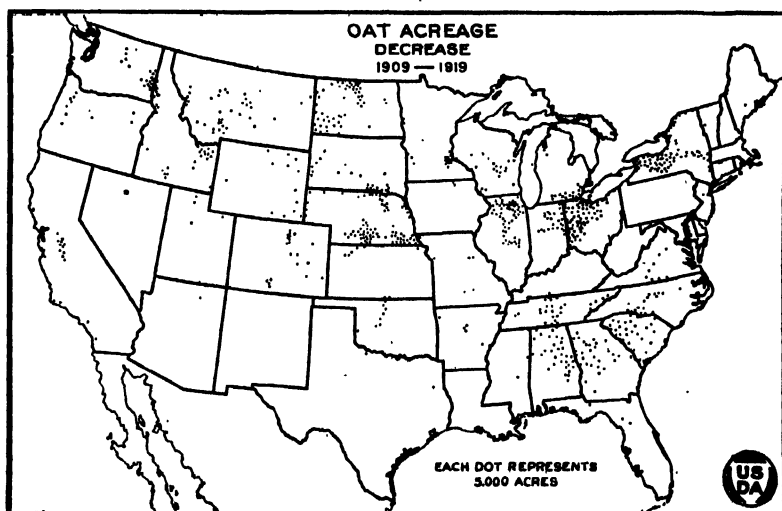 OAT ACREAGE
DECREASE
1909 — 1919
EACH DOT REPRESENTS
5,000 ACRES
US
DA